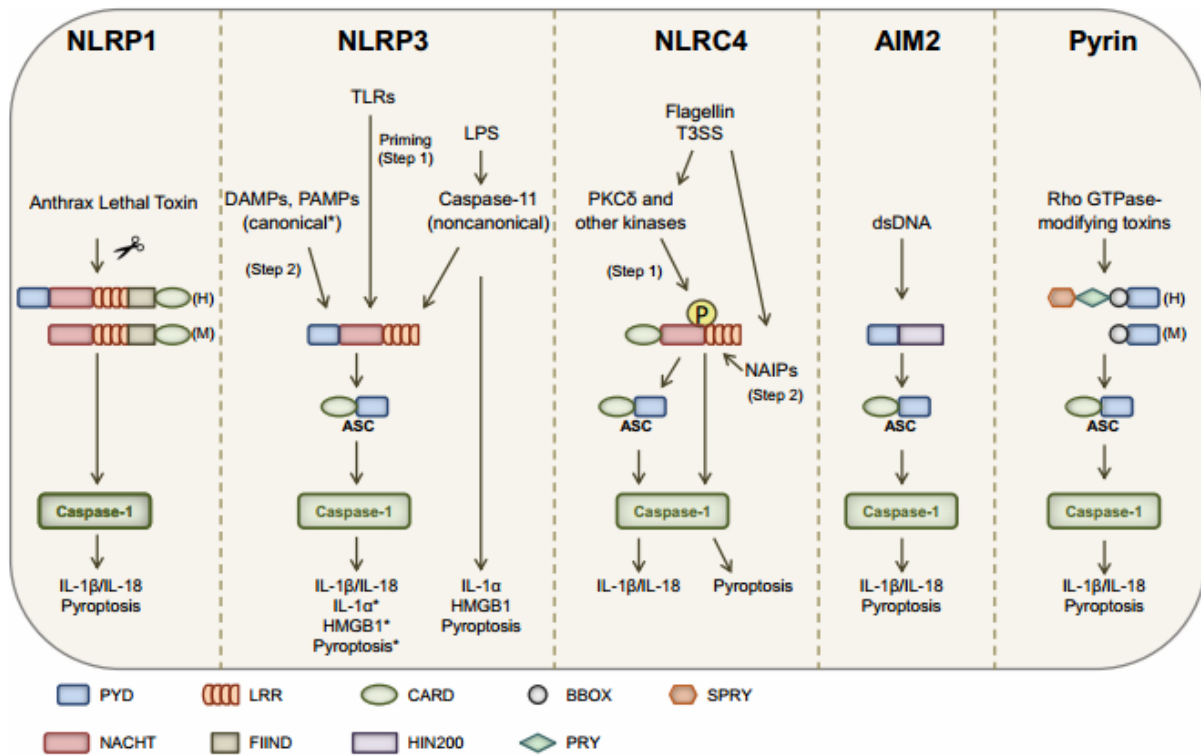 NLRP1
NLRP3
NLRC4
AIM2
Pyrin
Anthrax Lethal Toxin
(H)
(M)
Caspase-1
IL-1β/IL-18
Pyroptosis
TLRs
Priming
(Step 1)
LPS
DAMPs, PAMPs
(canonical*)
Caspase-11
(noncanonical)
(Step 2)
ASC
Caspase-1
IL-1β/IL-18
IL-1α*
HMGB1*
Pyroptosis*
IL-1α
HMGB1
Pyroptosis
Flagellin
T3SS
PKCδ and
other kinases
(Step 1)
P
NAIPs
(Step 2)
ASC
Caspase-1
IL-1β/IL-18
Pyroptosis
dsDNA
ASC
Caspase-1
IL-1β/IL-18
Pyroptosis
Rho GTPase-
modifying toxins
(H)
(M)
ASC
Caspase-1
IL-1β/IL-18
Pyroptosis
PYD
LRR
CARD
BBOX
SPRY
NACHT
FIIND
HIN200
PRY